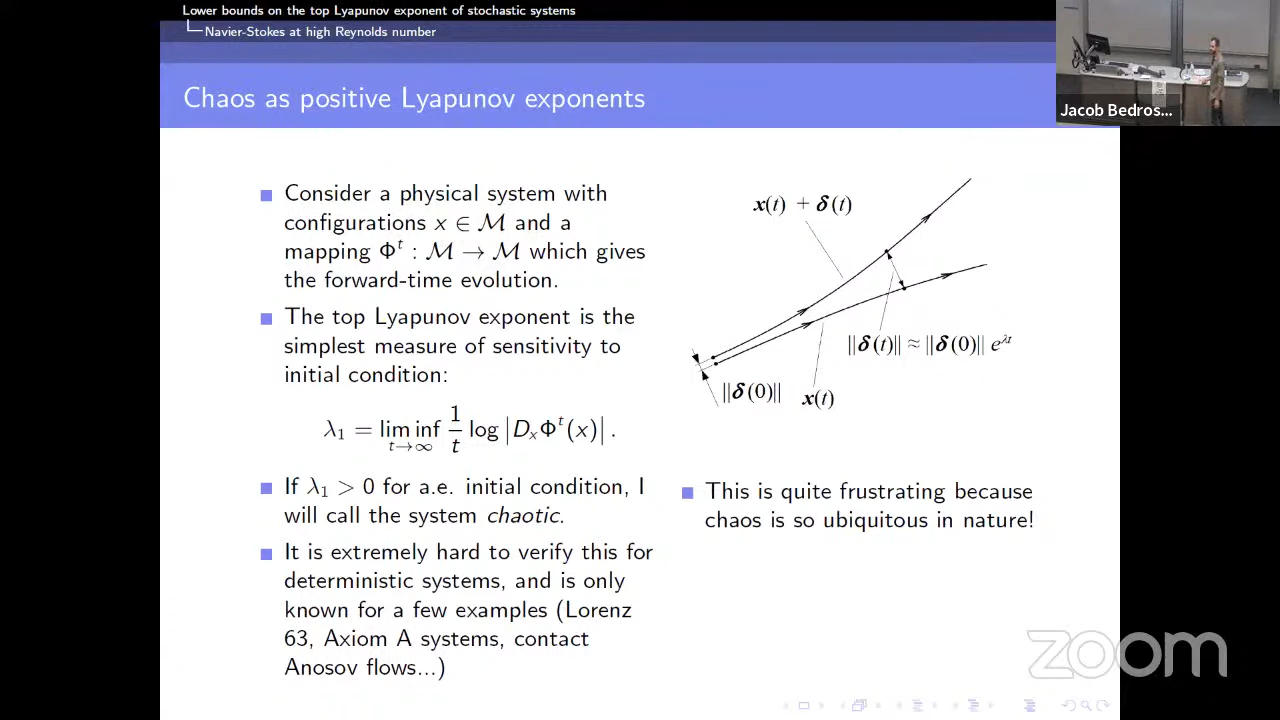 Lower bounds on the top Lyapunov exponent of stochastic systems
Navier-Stokes at high Reynolds number
Chaos as positive Lyapunov exponents
Jacob Bedros...
Consider a physical system with
configurations x ∈ ℳ and a
mapping Φᵗ : ℳ → ℳ which gives
the forward-time evolution.
The top Lyapunov exponent is the
simplest measure of sensitivity to
initial condition:
λ₁ = lim inf_{t→∞} 1/t log |DₓΦᵗ(x)| .
If λ₁ > 0 for a.e. initial condition, I
will call the system chaotic.
It is extremely hard to verify this for
deterministic systems, and is only
known for a few examples (Lorenz
63, Axiom A systems, contact
Anosov flows...)
x(t) + δ(t)
||δ(t)|| ≈ ||δ(0)|| e^{λt}
||δ(0)||
x(t)
This is quite frustrating because
chaos is so ubiquitous in nature!
zoom